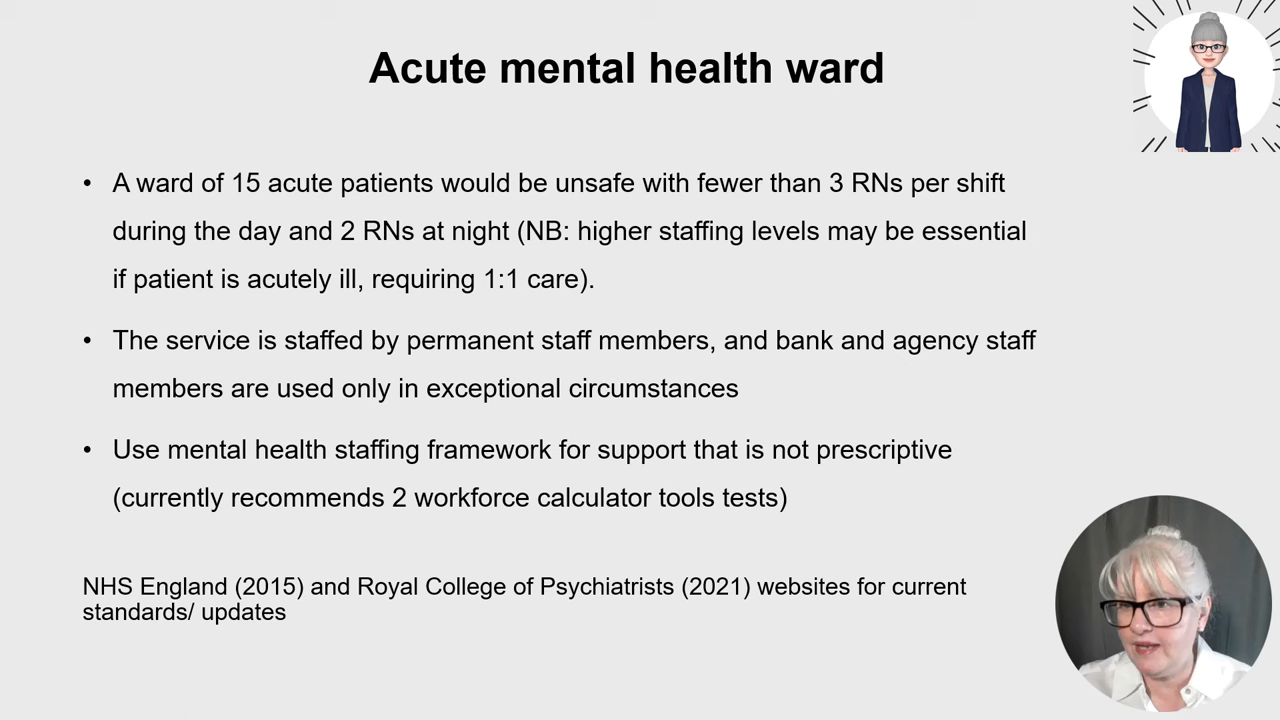 Acute mental health ward
• A ward of 15 acute patients would be unsafe with fewer than 3 RNs per shift
during the day and 2 RNs at night (NB: higher staffing levels may be essential
if patient is acutely ill, requiring 1:1 care).
• The service is staffed by permanent staff members, and bank and agency staff
members are used only in exceptional circumstances
• Use mental health staffing framework for support that is not prescriptive
(currently recommends 2 workforce calculator tools tests)
NHS England (2015) and Royal College of Psychiatrists (2021) websites for current
standards/ updates